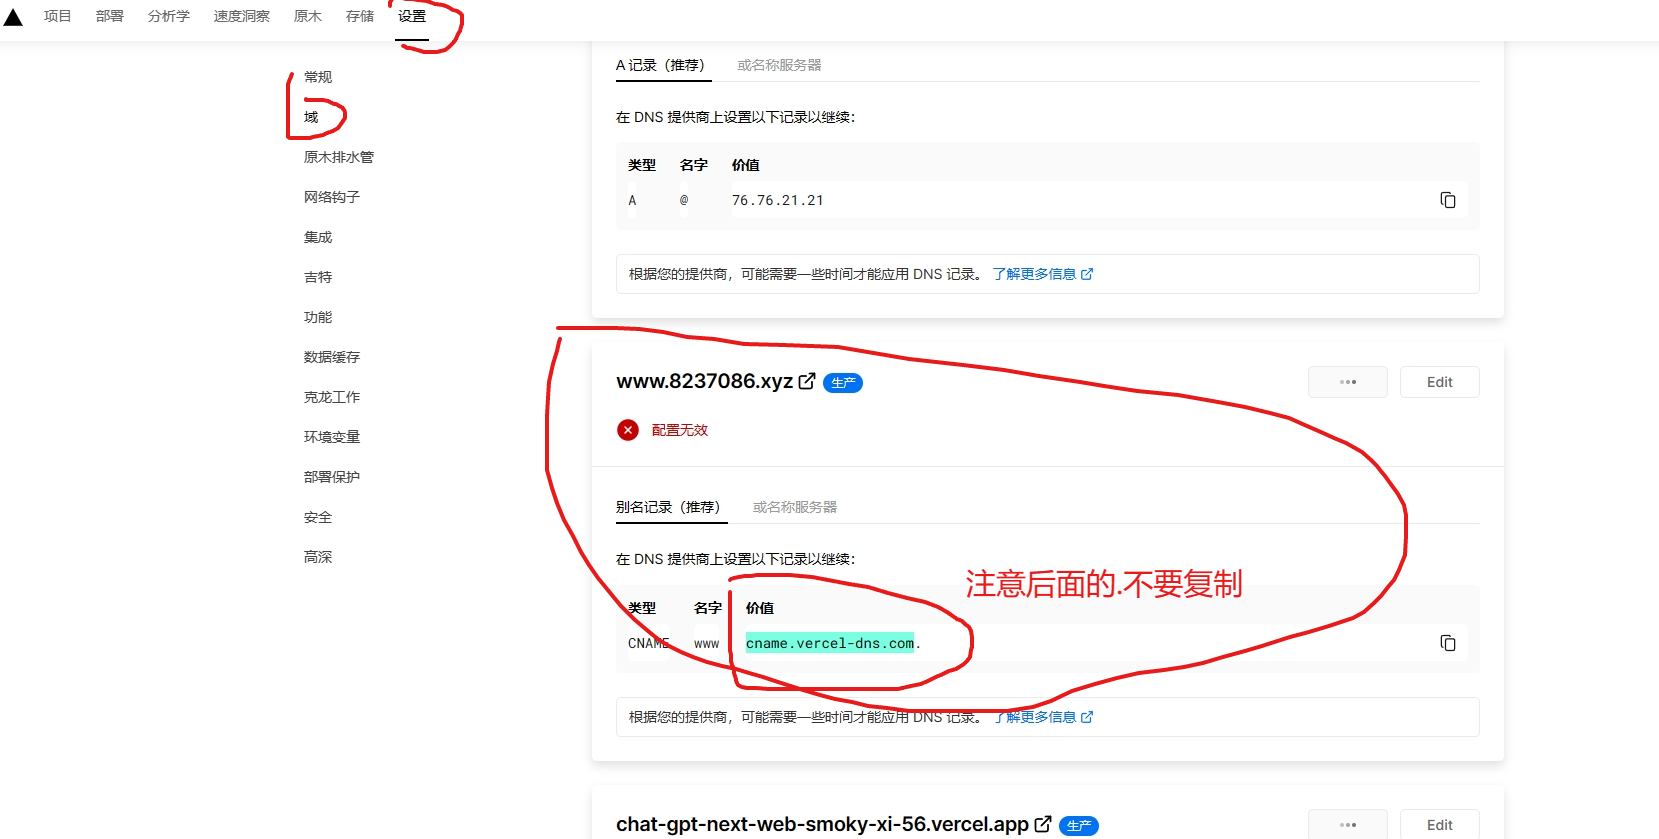 项目 部署 分析学 速度洞察 原木 存储 设置
常规
域
原木排水管
网络钩子
集成
吉特
功能
数据缓存
克龙工作
环境变量
部署保护
安全
高深
A 记录（推荐） 或名称服务器
在 DNS 提供商上设置以下记录以继续：
类型 名字 价值
A @ 76.76.21.21
根据您的提供商，可能需要一些时间才能应用 DNS 记录。 了解更多信息
www.8237086.xyz 生产 Edit
配置无效
别名记录（推荐） 或名称服务器
在 DNS 提供商上设置以下记录以继续：
注意后面的.不要复制
类型 名字 价值
CNAME www cname.vercel-dns.com.
根据您的提供商，可能需要一些时间才能应用 DNS 记录。 了解更多信息
chat-gpt-next-web-smoky-xi-56.vercel.app 生产 Edit